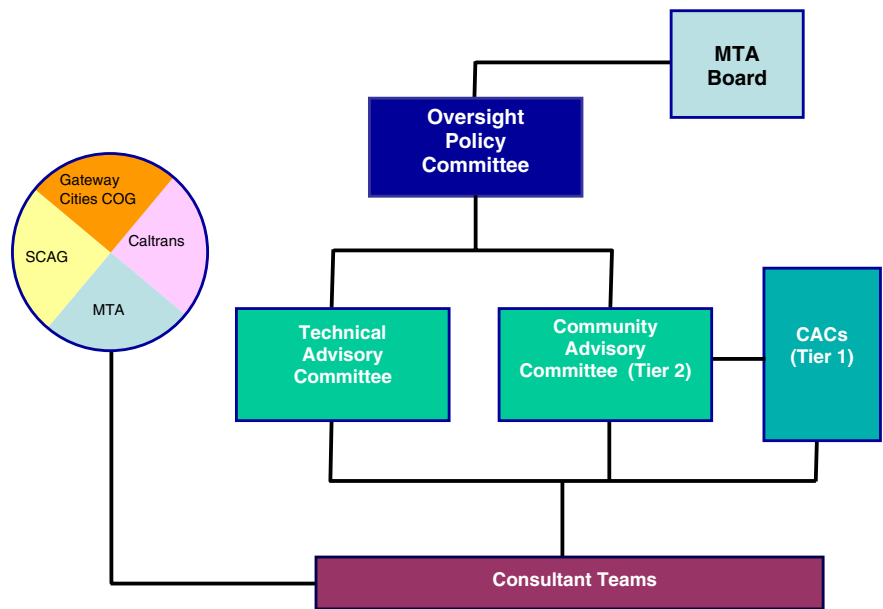 MTA
Board
Oversight
Policy
Committee
Gateway
Cities COG
Caltrans
SCAG
MTA
Technical
Advisory
Committee
Community
Advisory
Committee (Tier 2)
CACs
(Tier 1)
Consultant Teams